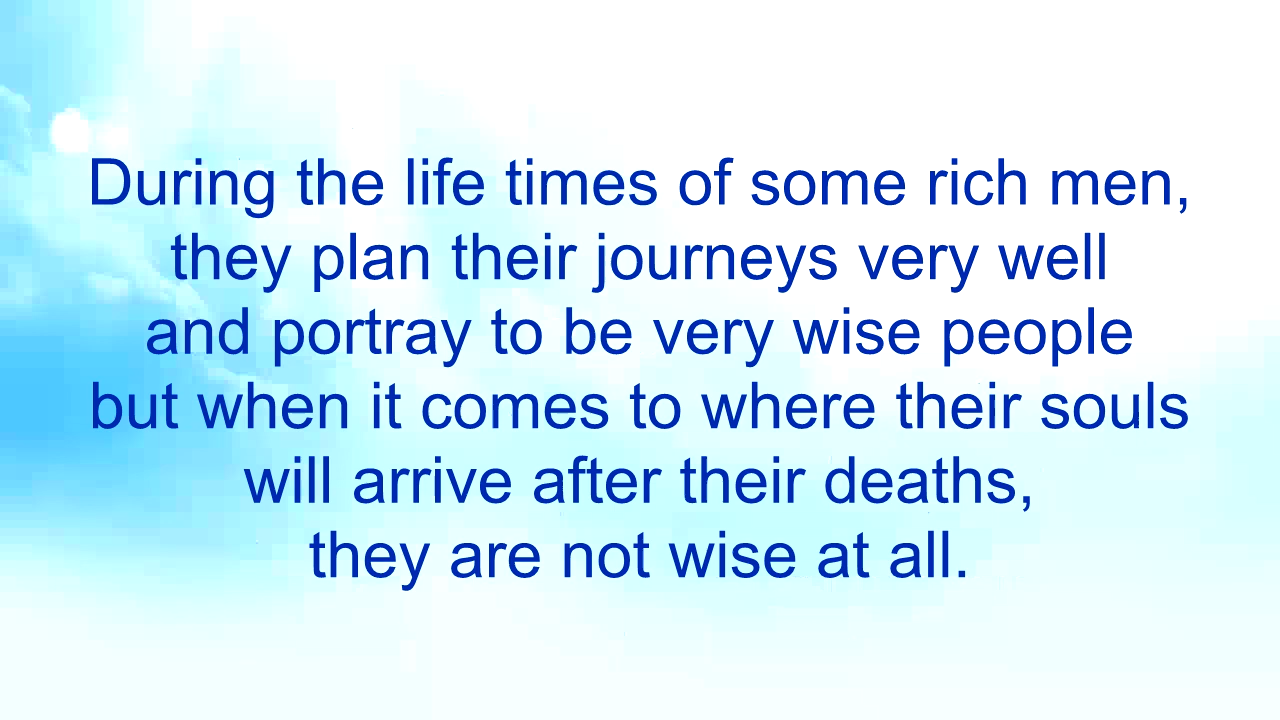 During the life times of some rich men,
they plan their journeys very well
and portray to be very wise people
but when it comes to where their souls
will arrive after their deaths,
they are not wise at all.